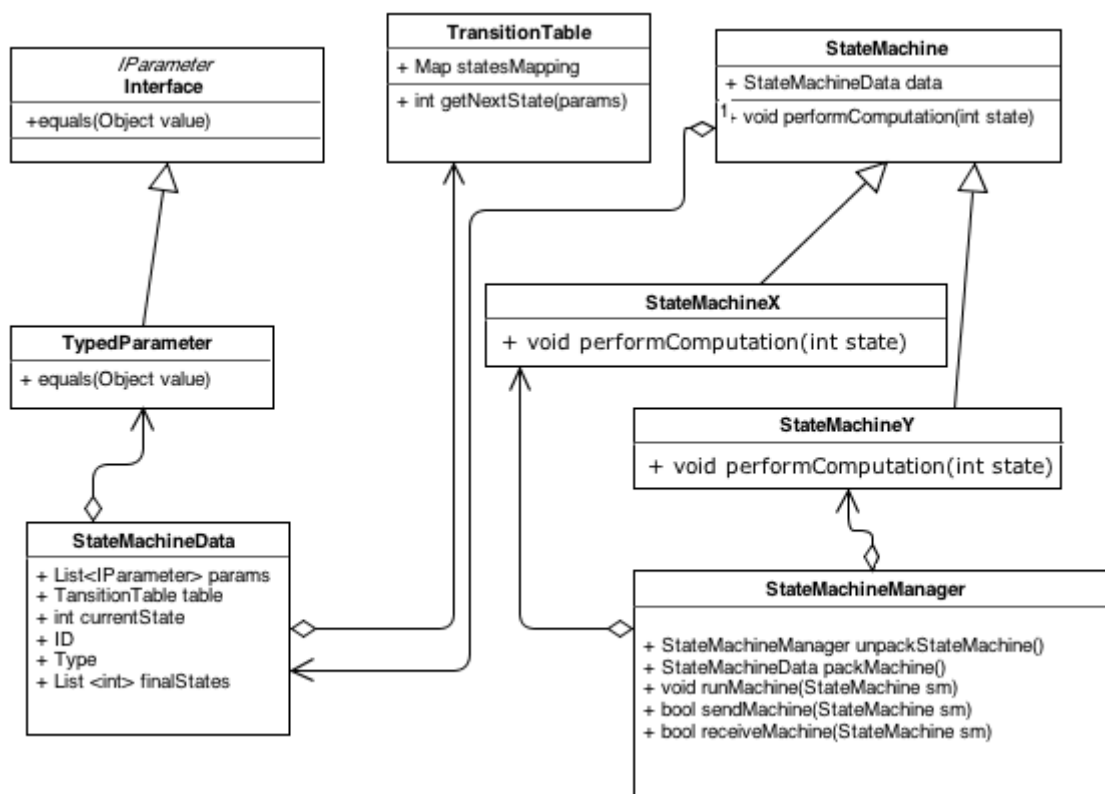 IParameter
Interface
+equals(Object value)
TransitionTable
+ Map statesMapping
+ int getNextState(params)
StateMachine
+ StateMachineData data
1
+ void performComputation(int state)
StateMachineX
+ void performComputation(int state)
TypedParameter
+ equals(Object value)
StateMachineY
+ void performComputation(int state)
StateMachineData
+ List<IParameter> params
+ TansitionTable table
+ int currentState
+ ID
+ Type
+ List <int> finalStates
StateMachineManager
+ StateMachineManager unpackStateMachine()
+ StateMachineData packMachine()
+ void runMachine(StateMachine sm)
+ bool sendMachine(StateMachine sm)
+ bool receiveMachine(StateMachine sm)